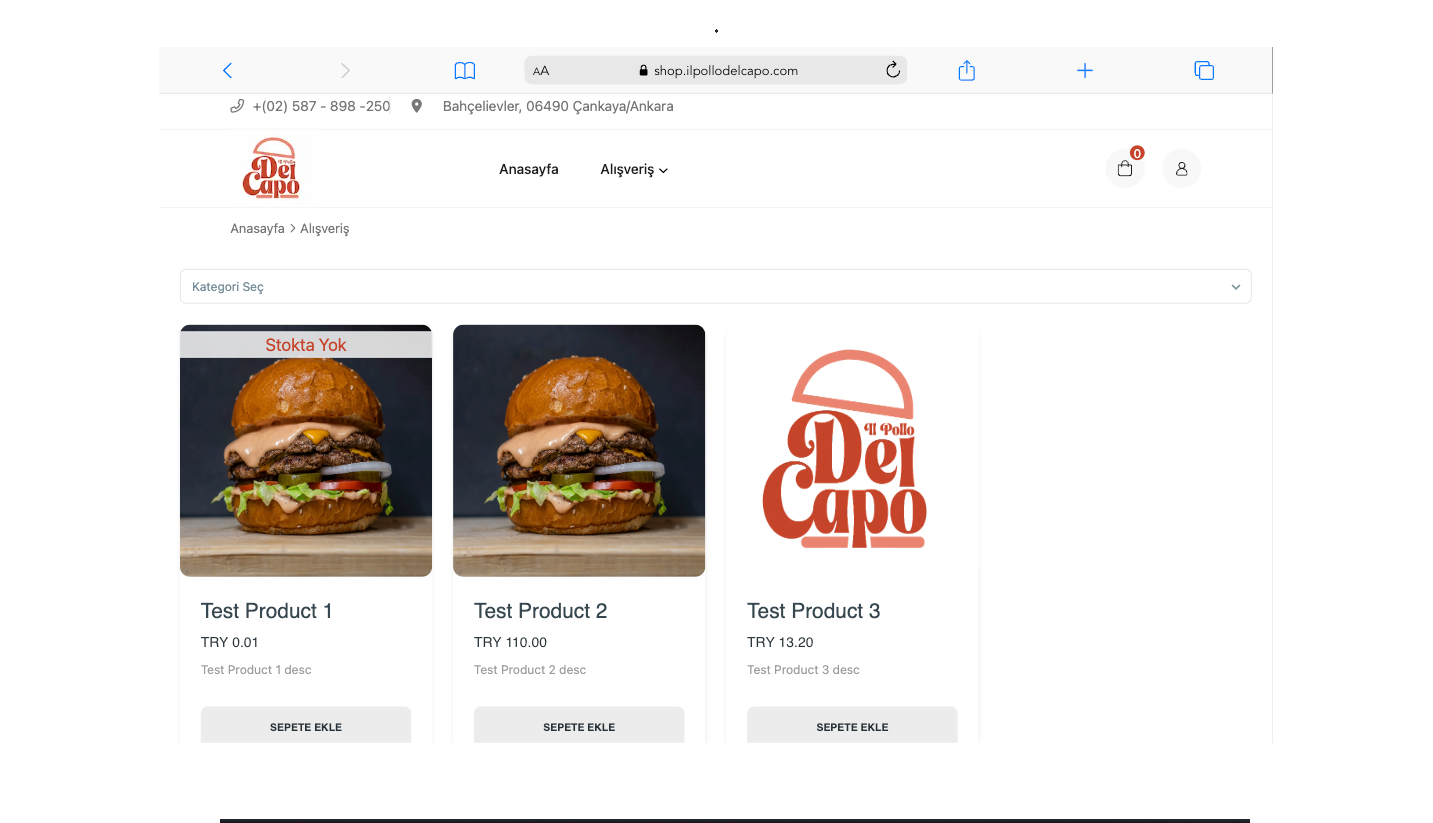 AA shop.ilpollodelcapo.com
+(02) 587 - 898 -250 Bahçelievler, 06490 Çankaya/Ankara
Il Pollo
Del
Capo
Anasayfa Alışveriş
0
Anasayfa > Alışveriş
Kategori Seç
Stokta Yok
Il Pollo
Del
Capo
Test Product 1
TRY 0.01
Test Product 1 desc
SEPETE EKLE
Test Product 2
TRY 110.00
Test Product 2 desc
SEPETE EKLE
Test Product 3
TRY 13.20
Test Product 3 desc
SEPETE EKLE